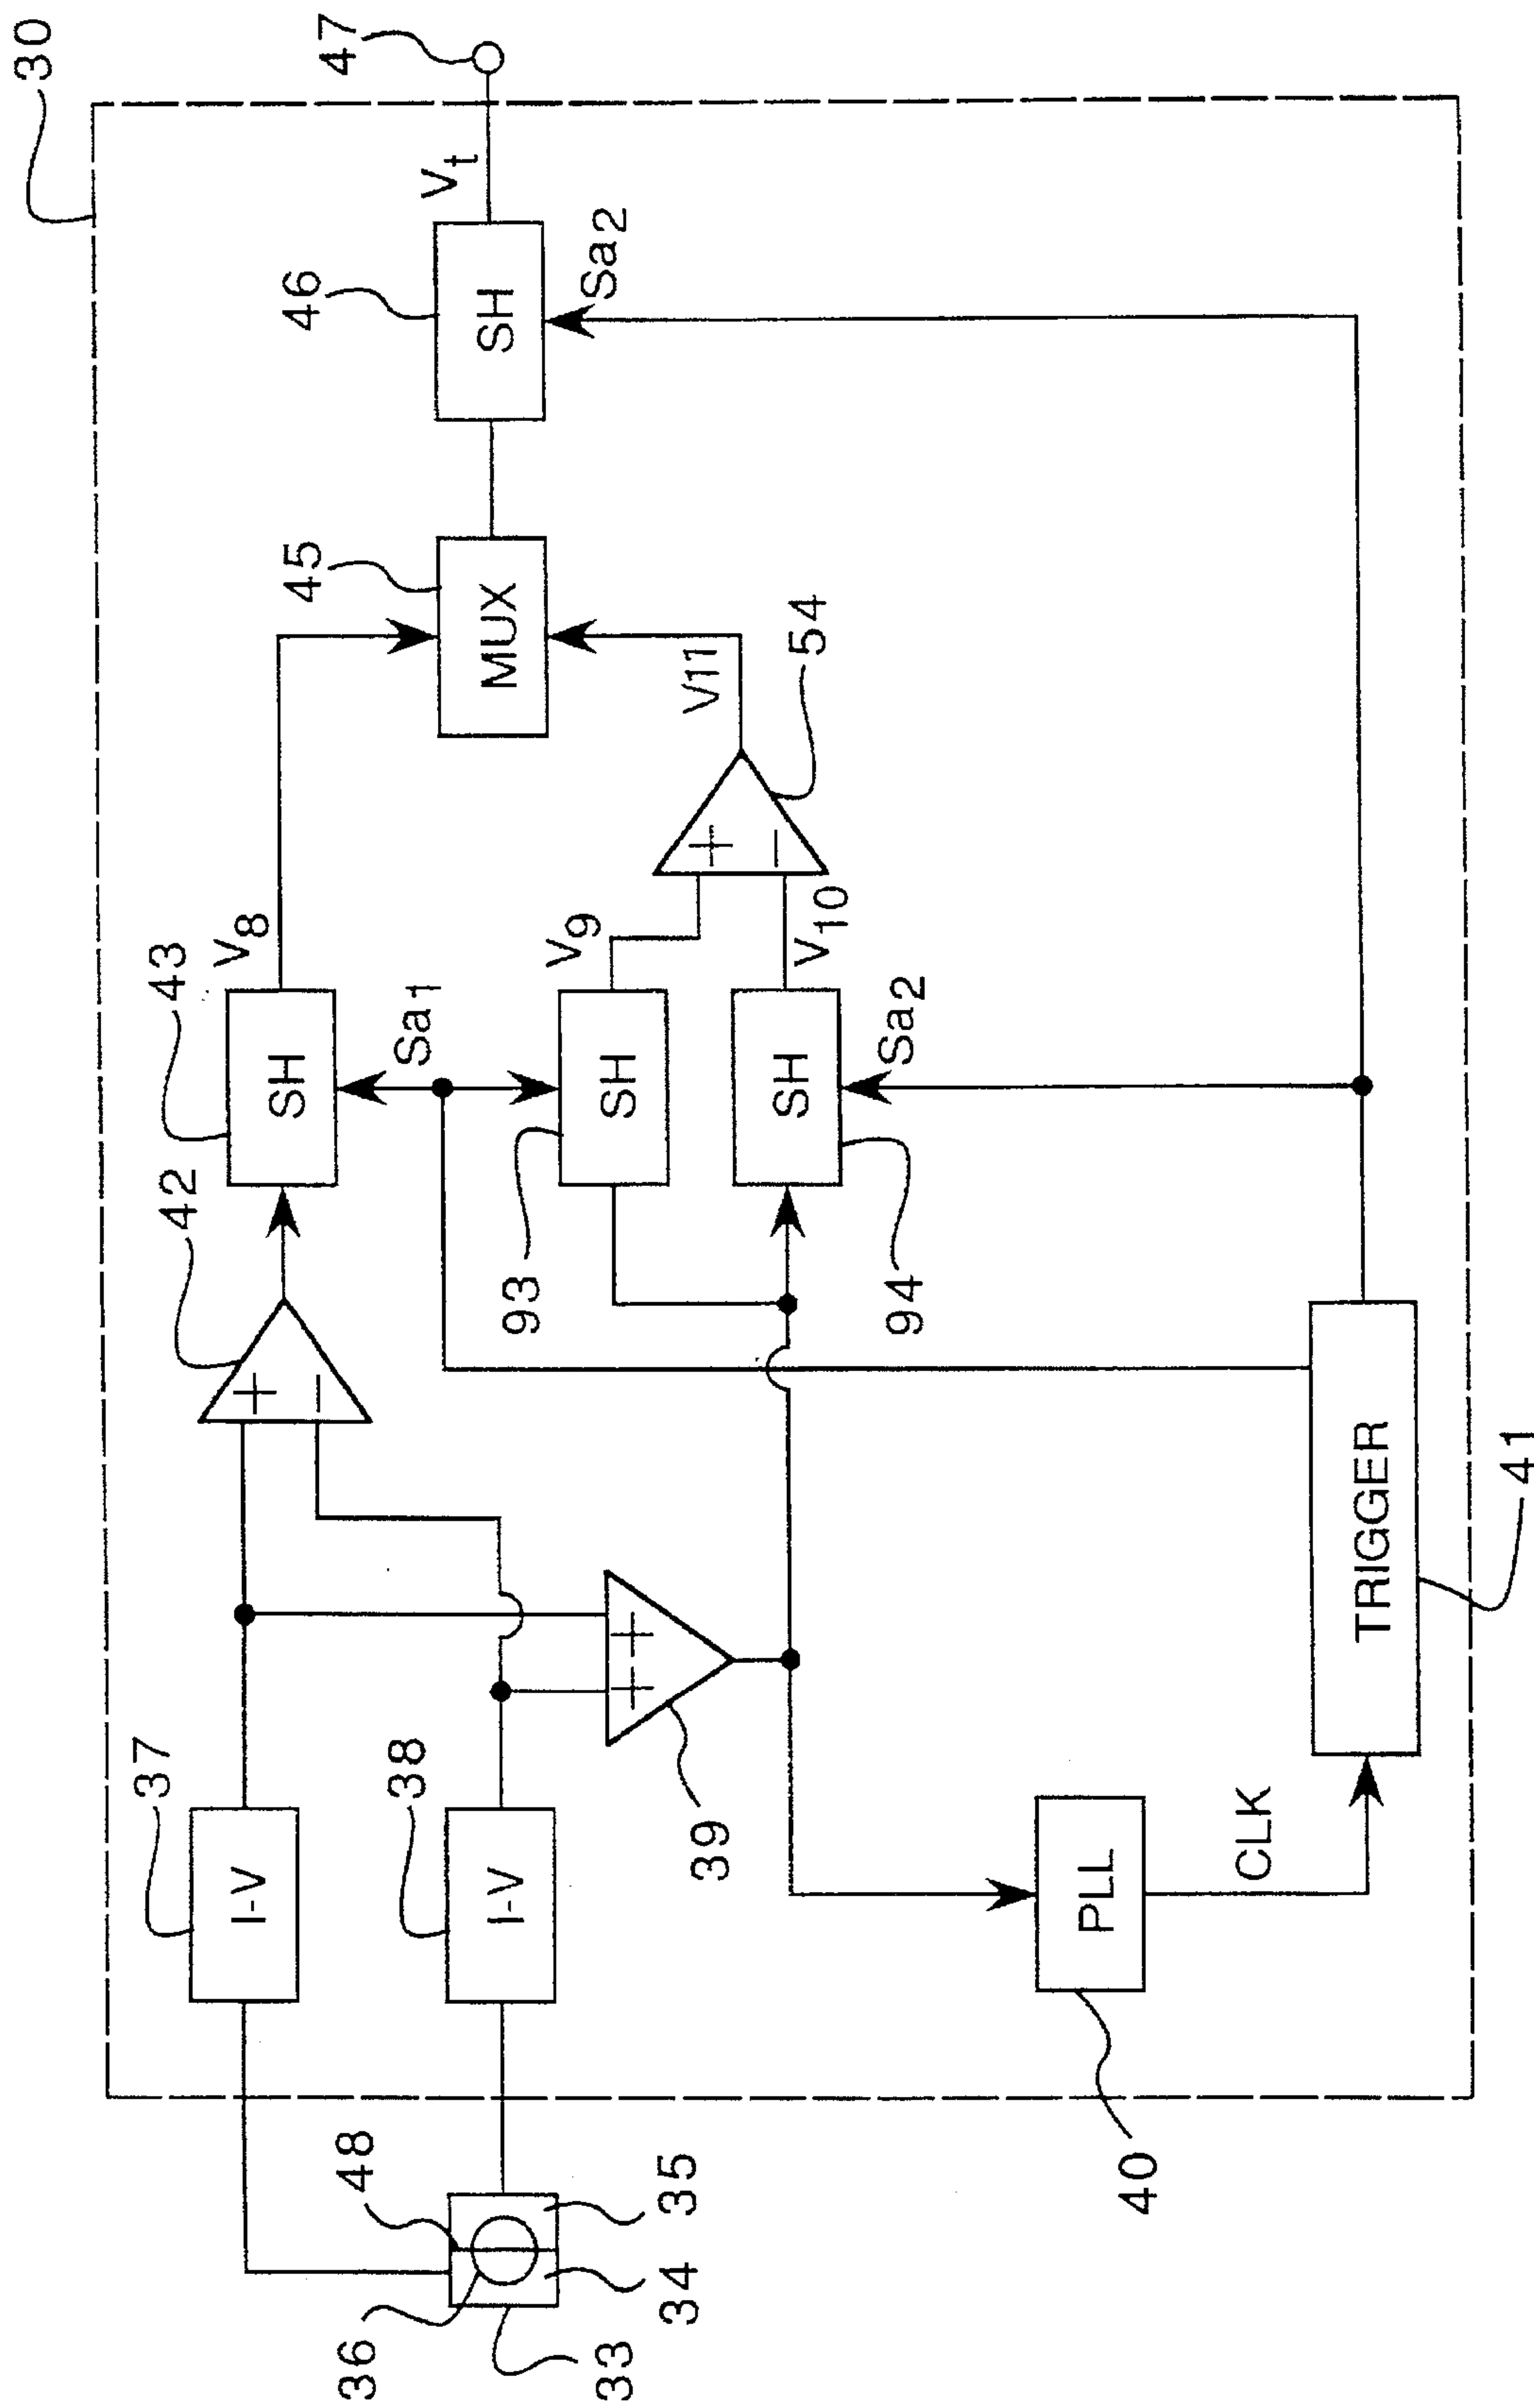 30
47
Vt
46
SH
Sa2
45
MUX
V11
54
+
−
43
V8
SH
Sa1
V9
SH
93
V10
SH
Sa2
94
42
+
−
37
I-V
38
I-V
+
+
39
PLL
40
CLK
TRIGGER
41
48
35
34
36
33